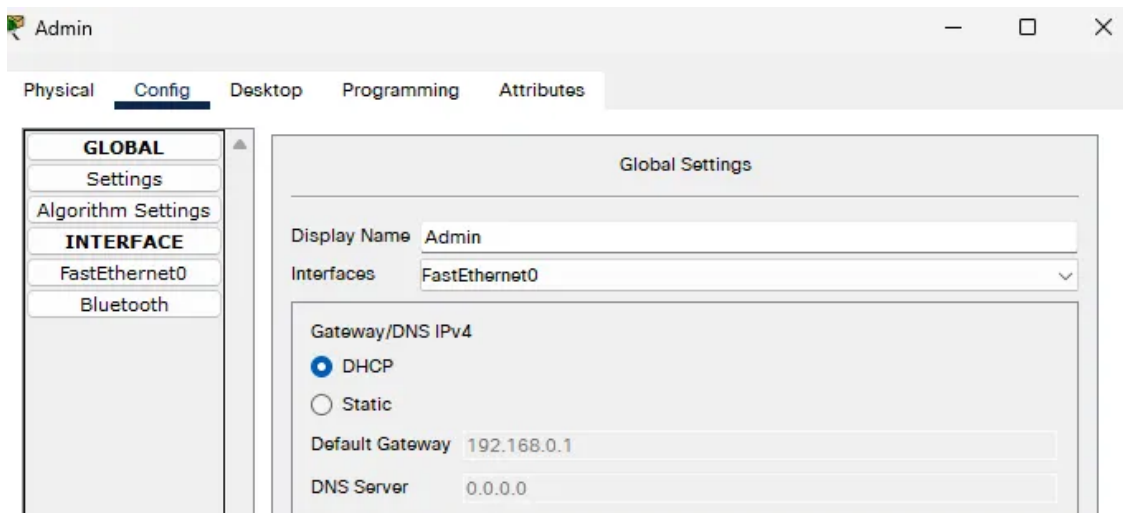 Admin
Physical Config Desktop Programming Attributes
GLOBAL
Settings
Algorithm Settings
INTERFACE
FastEthernet0
Bluetooth
Global Settings
Display Name Admin
Interfaces FastEthernet0
Gateway/DNS IPv4
DHCP
Static
Default Gateway 192.168.0.1
DNS Server 0.0.0.0